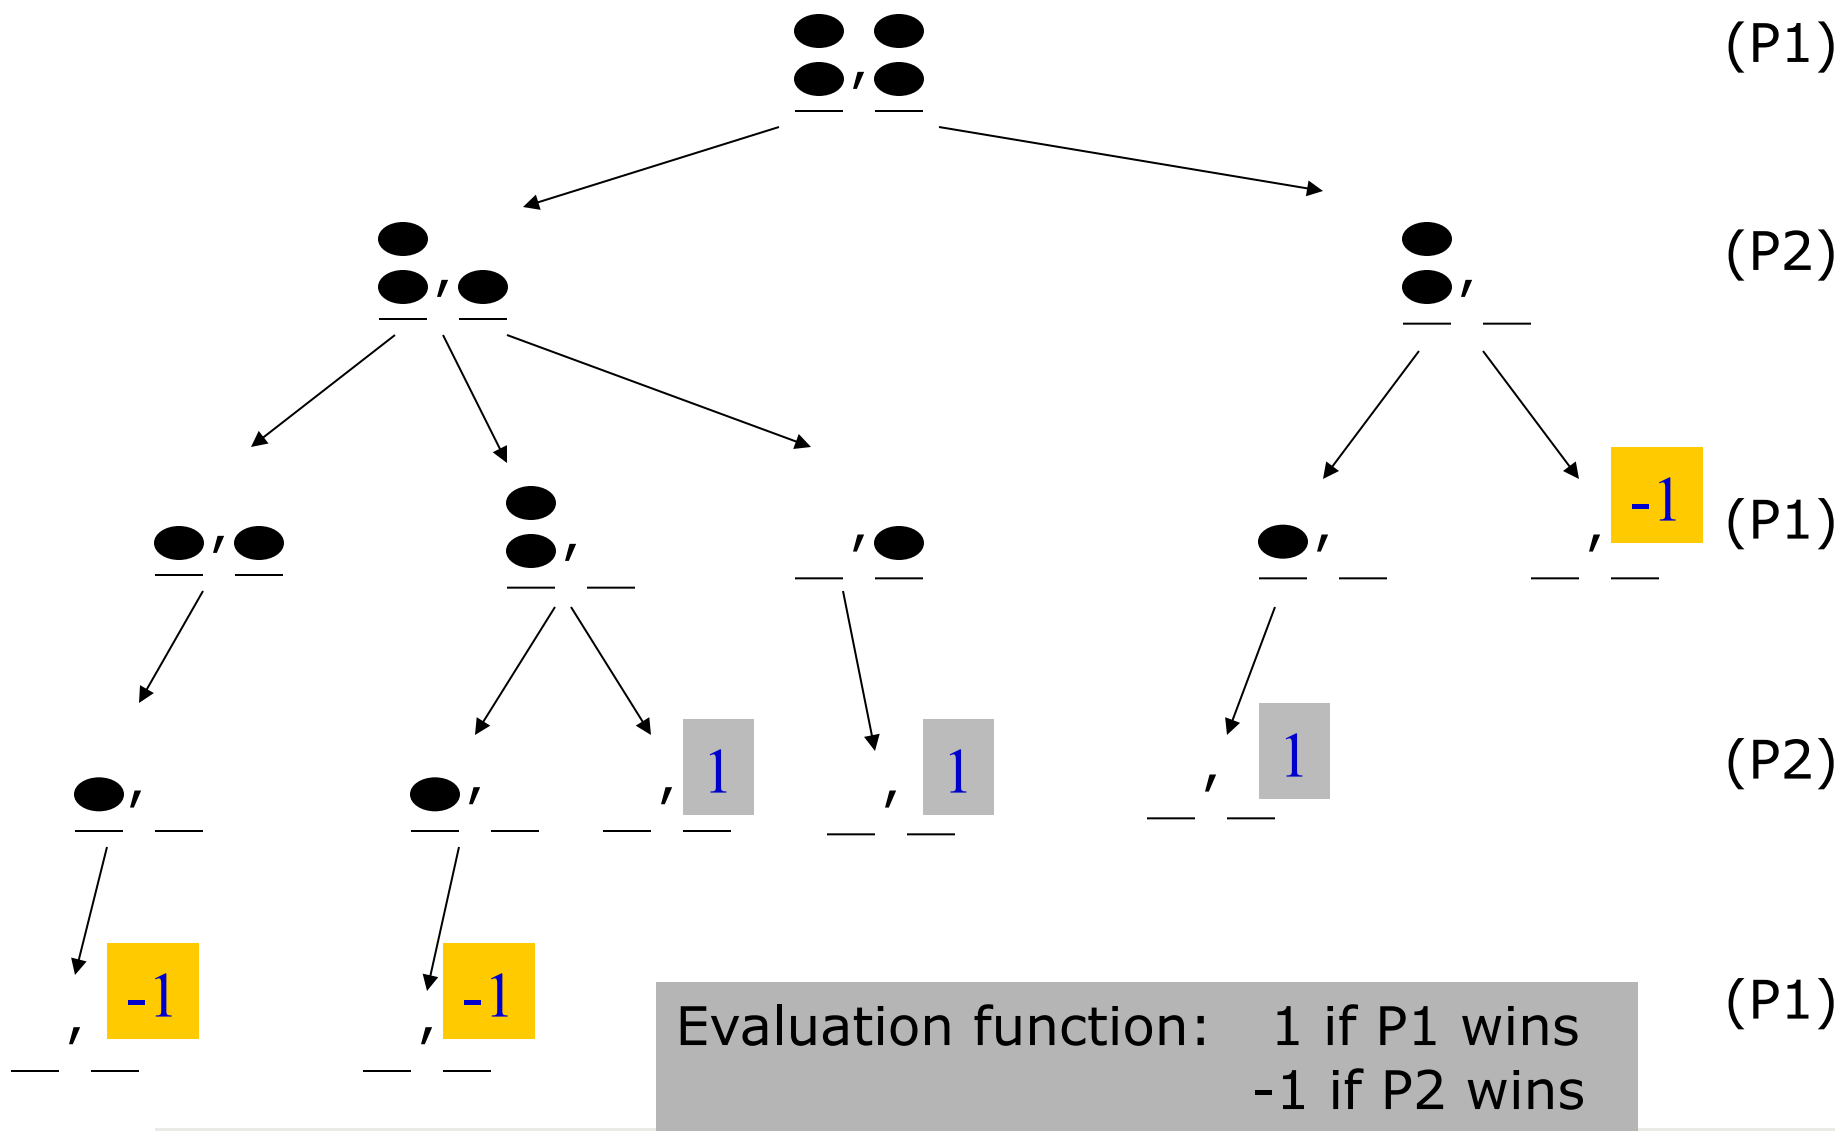 , (P1)
, , (P2)
-1
, , , , , (P1)
1 1 1
, , , , , (P2)
-1 -1
, , (P1)
Evaluation function: 1 if P1 wins
-1 if P2 wins